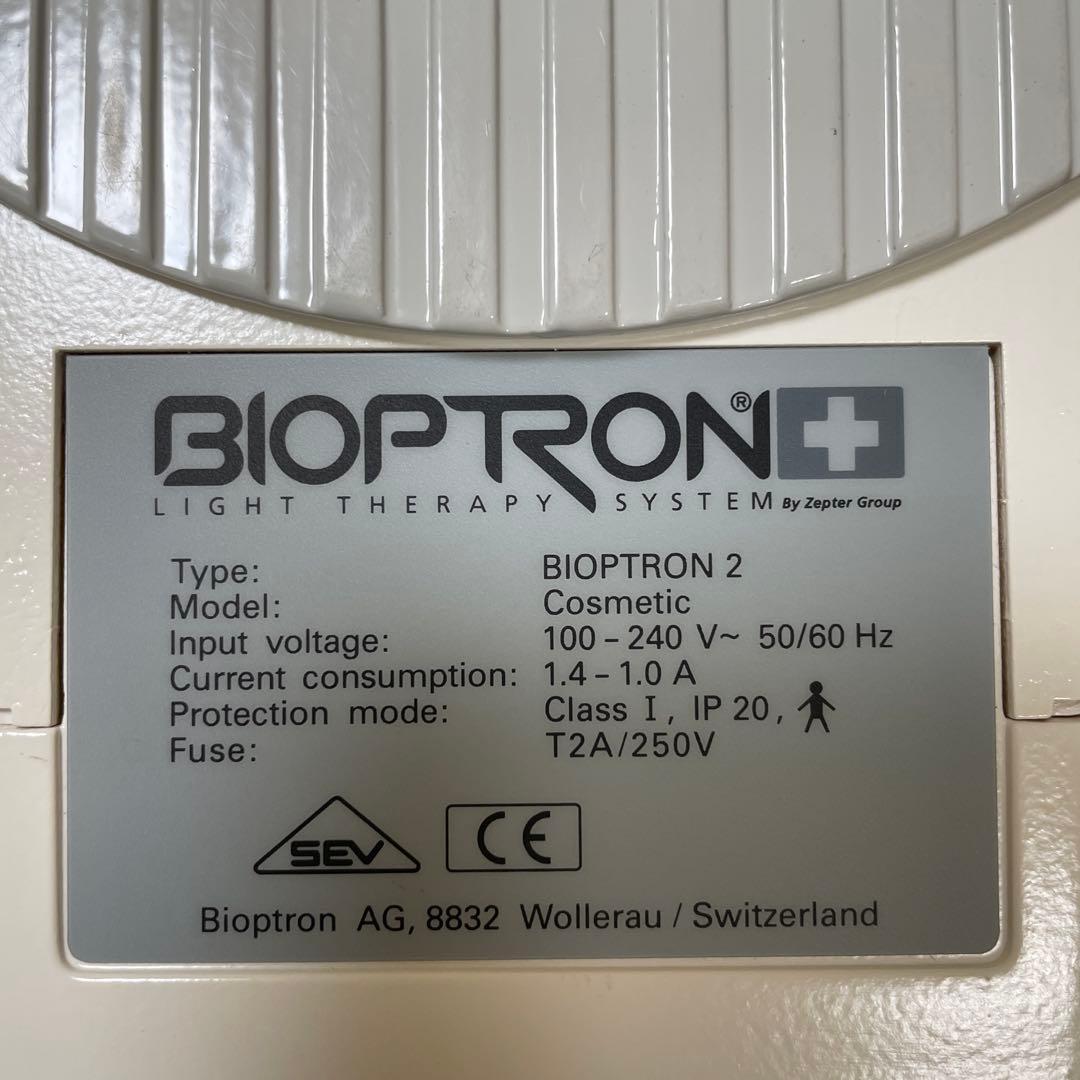 BIOPTRON®
LIGHT THERAPY SYSTEM By Zepter Group
Type: BIOPTRON 2
Model: Cosmetic
Input voltage: 100 – 240 V~ 50/60 Hz
Current consumption: 1.4 – 1.0 A
Protection mode: Class I, IP 20,
Fuse: T2A/250V
SEV CE
Bioptron AG, 8832 Wollerau / Switzerland